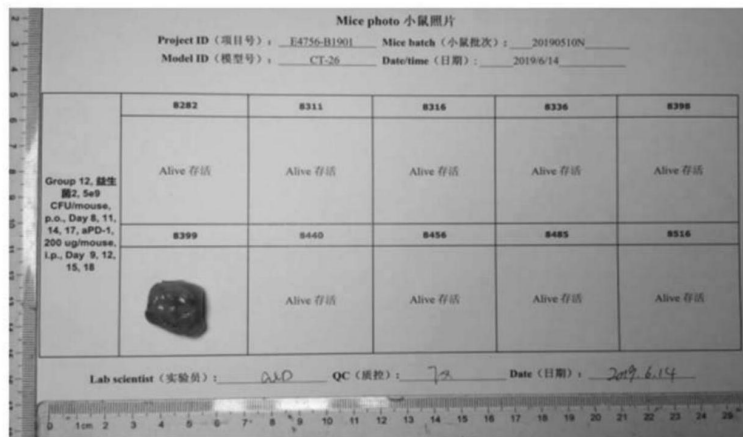 Mice photo 小鼠照片
Project ID（项目号）： E4756-B1901 Mice batch（小鼠批次）： 20190510N
Model ID（模型号）： CT-26 Date/time（日期）： 2019/6/14
8282 8311 8316 8336 8398
Alive 存活 Alive 存活 Alive 存活 Alive 存活 Alive 存活
Group 12, 益生
菌2, 5e9
CFU/mouse,
p.o., Day 8, 11,
14, 17, aPD-1,
200 ug/mouse,
i.p., Day 9, 12,
15, 18
8399 8440 8456 8485 8516
Alive 存活 Alive 存活 Alive 存活 Alive 存活
Lab scientist（实验员）： QC（质控）： Date（日期）： 2019.6.14
0 1cm 2 3 4 5 6 7 8 9 10 11 12 13 14 15 16 17 18 19 20 21 22 23 24 25